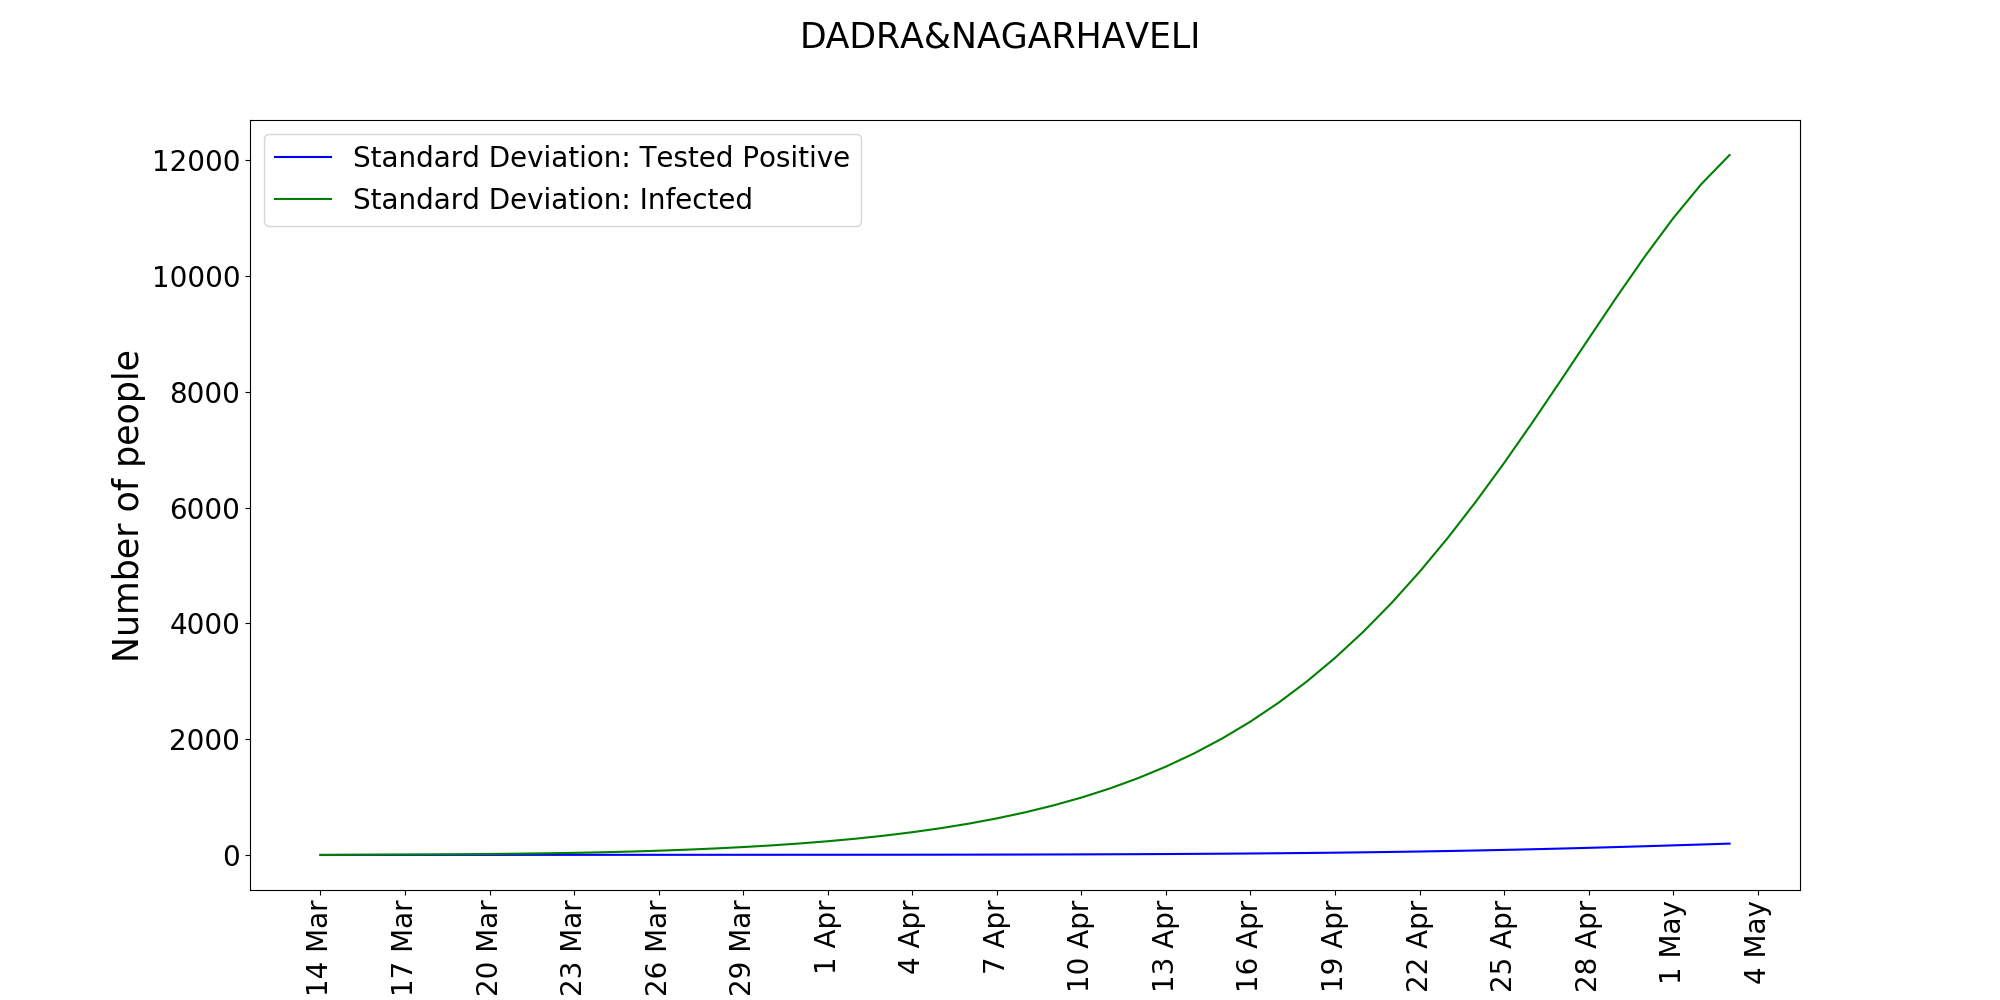 DADRA&NAGARHAVELI
Standard Deviation: Tested Positive
Standard Deviation: Infected
Number of people
12000
10000
8000
6000
4000
2000
0
14 Mar
17 Mar
20 Mar
23 Mar
26 Mar
29 Mar
1 Apr
4 Apr
7 Apr
10 Apr
13 Apr
16 Apr
19 Apr
22 Apr
25 Apr
28 Apr
1 May
4 May